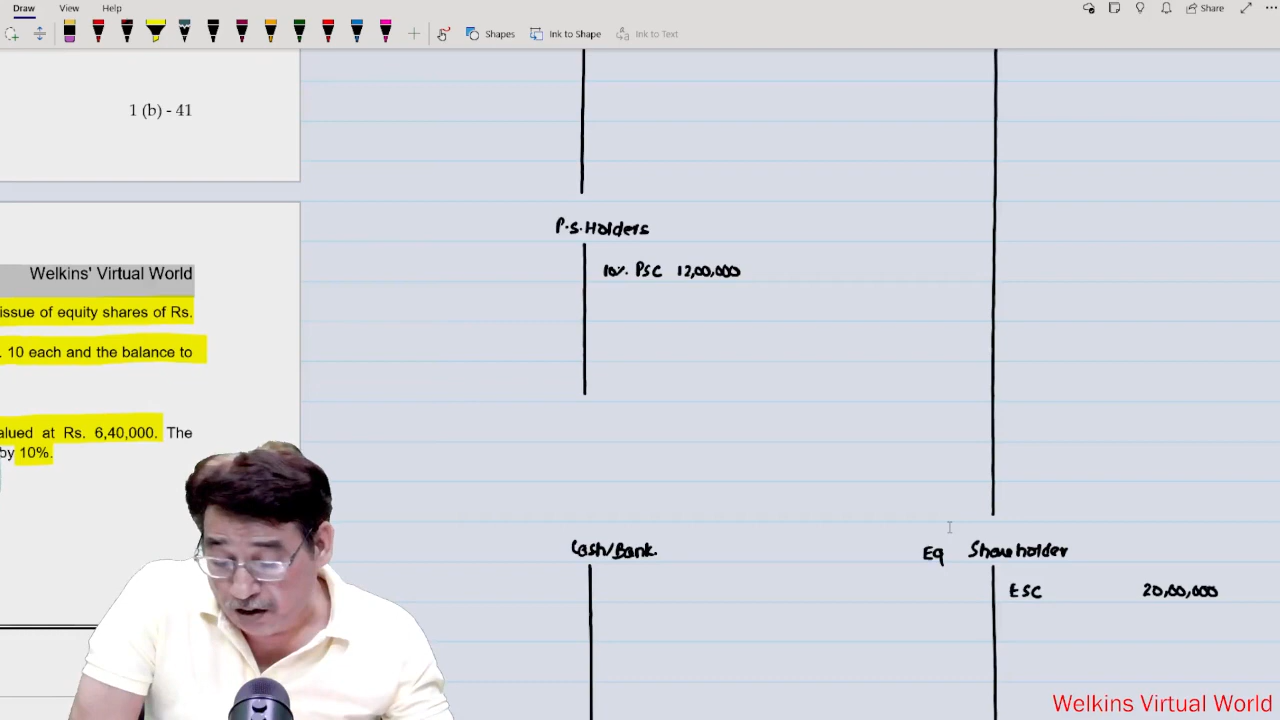 Draw View Help Share
Shapes Ink to Shape Ink to Text
1 (b) - 41
Welkins' Virtual World
issue of equity shares of Rs.
. 10 each and the balance to
alued at Rs. 6,40,000. The
by 10%.
P.S.Holders
10% PSC 12,00,000
Cash/Bank.
Eq Shareholder
ESC 20,00,000
Welkins Virtual World